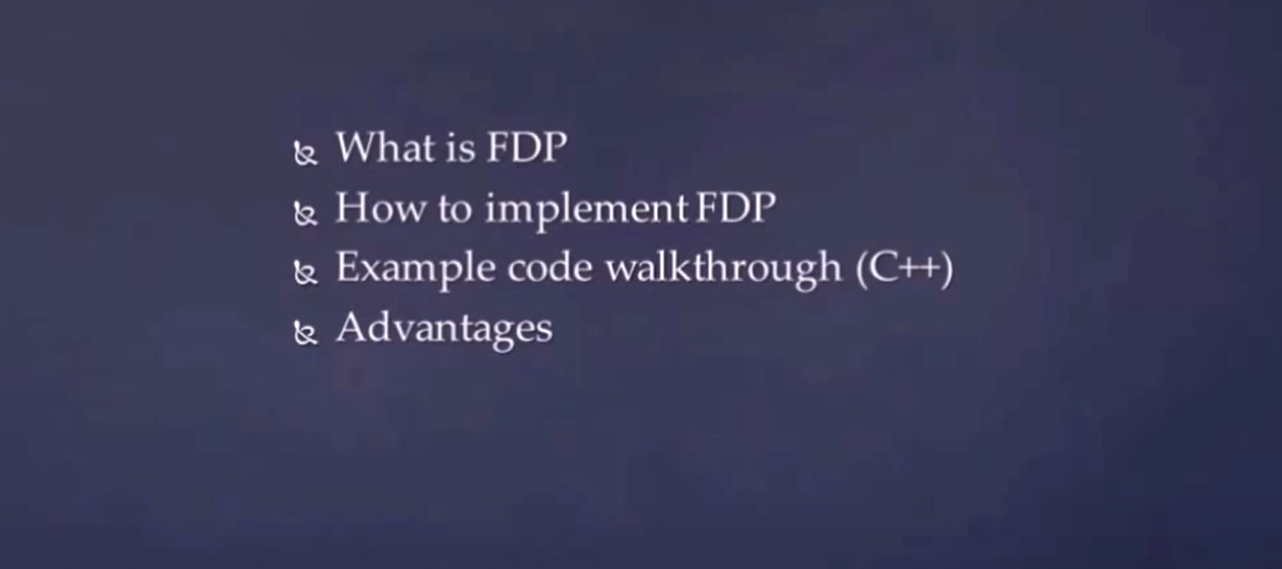 What is FDP
How to implement FDP
Example code walkthrough (C++)
Advantages